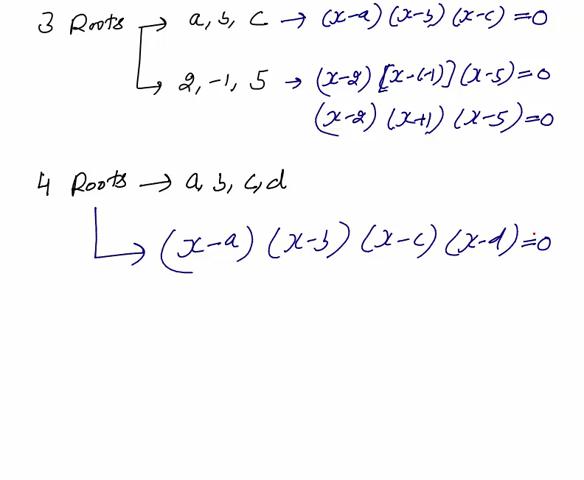 3 Roots → a, b, c → (x-a) (x-b) (x-c) = 0
→ 2, -1, 5 → (x-2) [x-(-1)] (x-5) = 0
(x-2) (x+1) (x-5) = 0
4 Roots → a, b, c, d
→ (x-a) (x-b) (x-c) (x-d) = 0